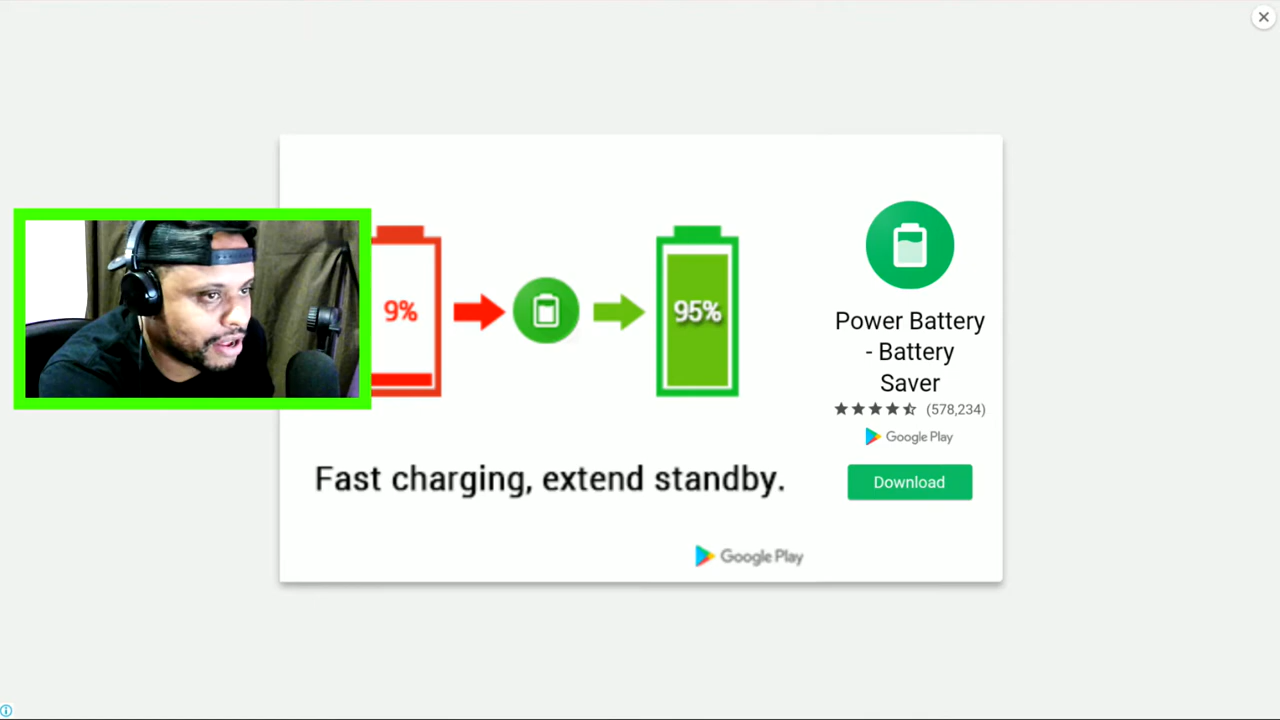 9%
95%
Fast charging, extend standby.
Google Play
Power Battery
- Battery
Saver
(578,234)
Google Play
Download